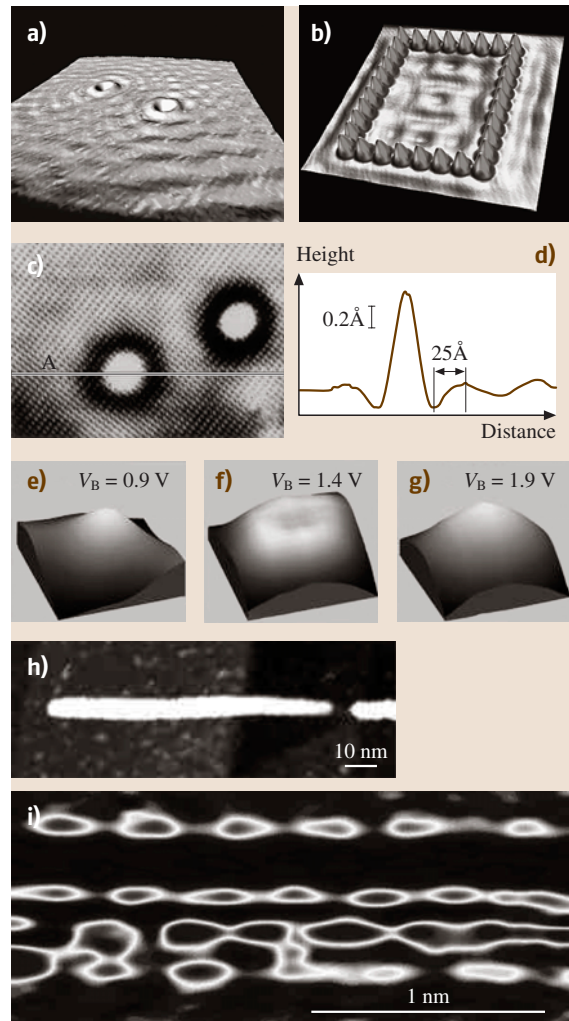 a)
b)
c)
A
d)
Height
0.2Å
25Å
Distance
e) V_B = 0.9 V
f) V_B = 1.4 V
g) V_B = 1.9 V
h)
10 nm
i)
1 nm